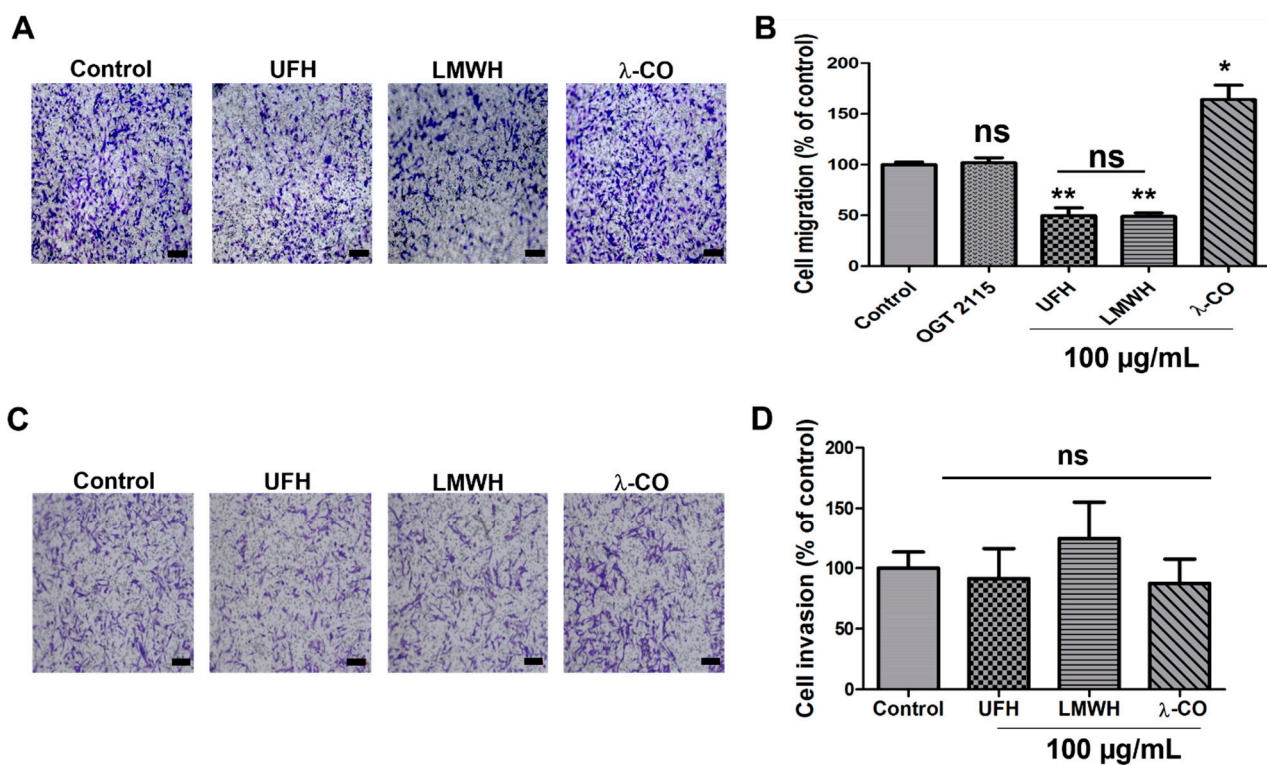 A
Control UFH LMWH λ-CO
B
Cell migration (% of control)
200
150
100
50
0
ns
ns
** **
*
Control OGT 2115 UFH LMWH λ-CO
100 µg/mL
C
Control UFH LMWH λ-CO
D
Cell invasion (% of control)
200
150
100
50
0
ns
Control UFH LMWH λ-CO
100 µg/mL